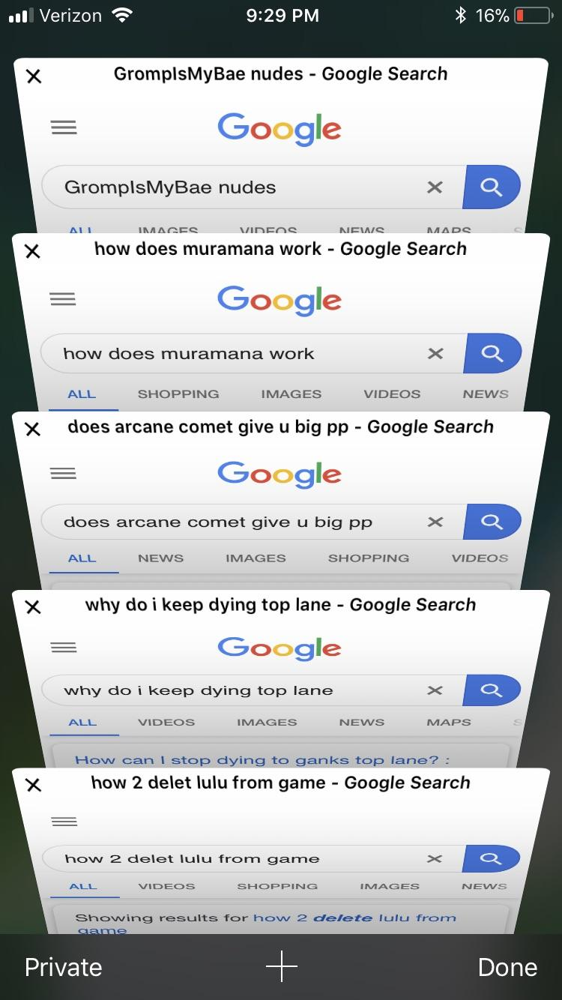 Verizon 9:29 PM 16%
GrompIsMyBae nudes - Google Search
Google
GrompIsMyBae nudes
ALL IMAGES VIDEOS NEWS MAPS S
how does muramana work - Google Search
Google
how does muramana work
ALL SHOPPING IMAGES VIDEOS NEWS
does arcane comet give u big pp - Google Search
Google
does arcane comet give u big pp
ALL NEWS IMAGES SHOPPING VIDEOS
why do i keep dying top lane - Google Search
Google
why do i keep dying top lane
ALL VIDEOS IMAGES NEWS MAPS S
How can I stop dying to ganks top lane? :
how 2 delet lulu from game - Google Search
how 2 delet lulu from game
ALL VIDEOS SHOPPING IMAGES NEWS
Showing results for how 2 delete lulu from
game
Private Done